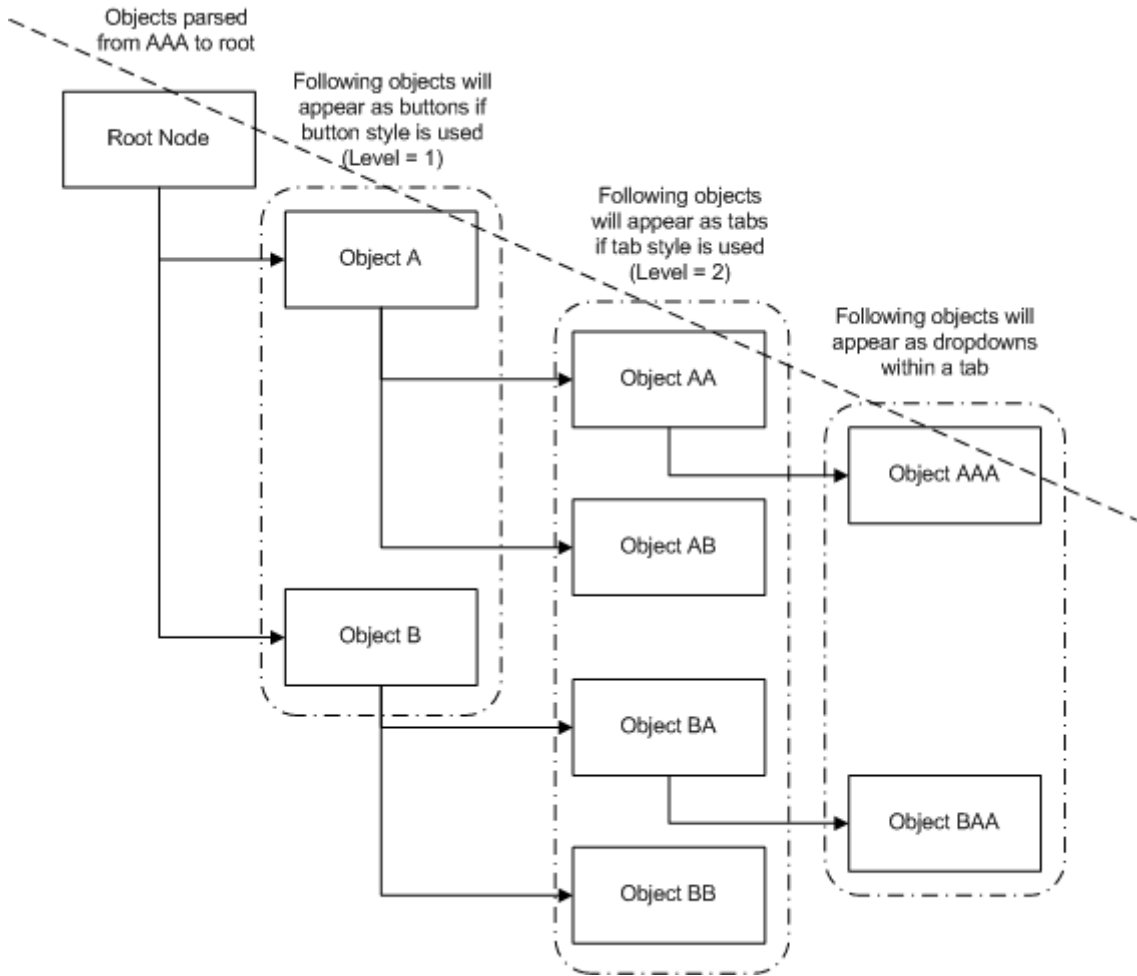 Objects parsed
from AAA to root
Following objects will
appear as buttons if
button style is used
(Level = 1)
Root Node
Following objects
will appear as tabs
if tab style is used
(Level = 2)
Object A
Following objects will
appear as dropdowns
within a tab
Object AA
Object AAA
Object AB
Object B
Object BA
Object BAA
Object BB